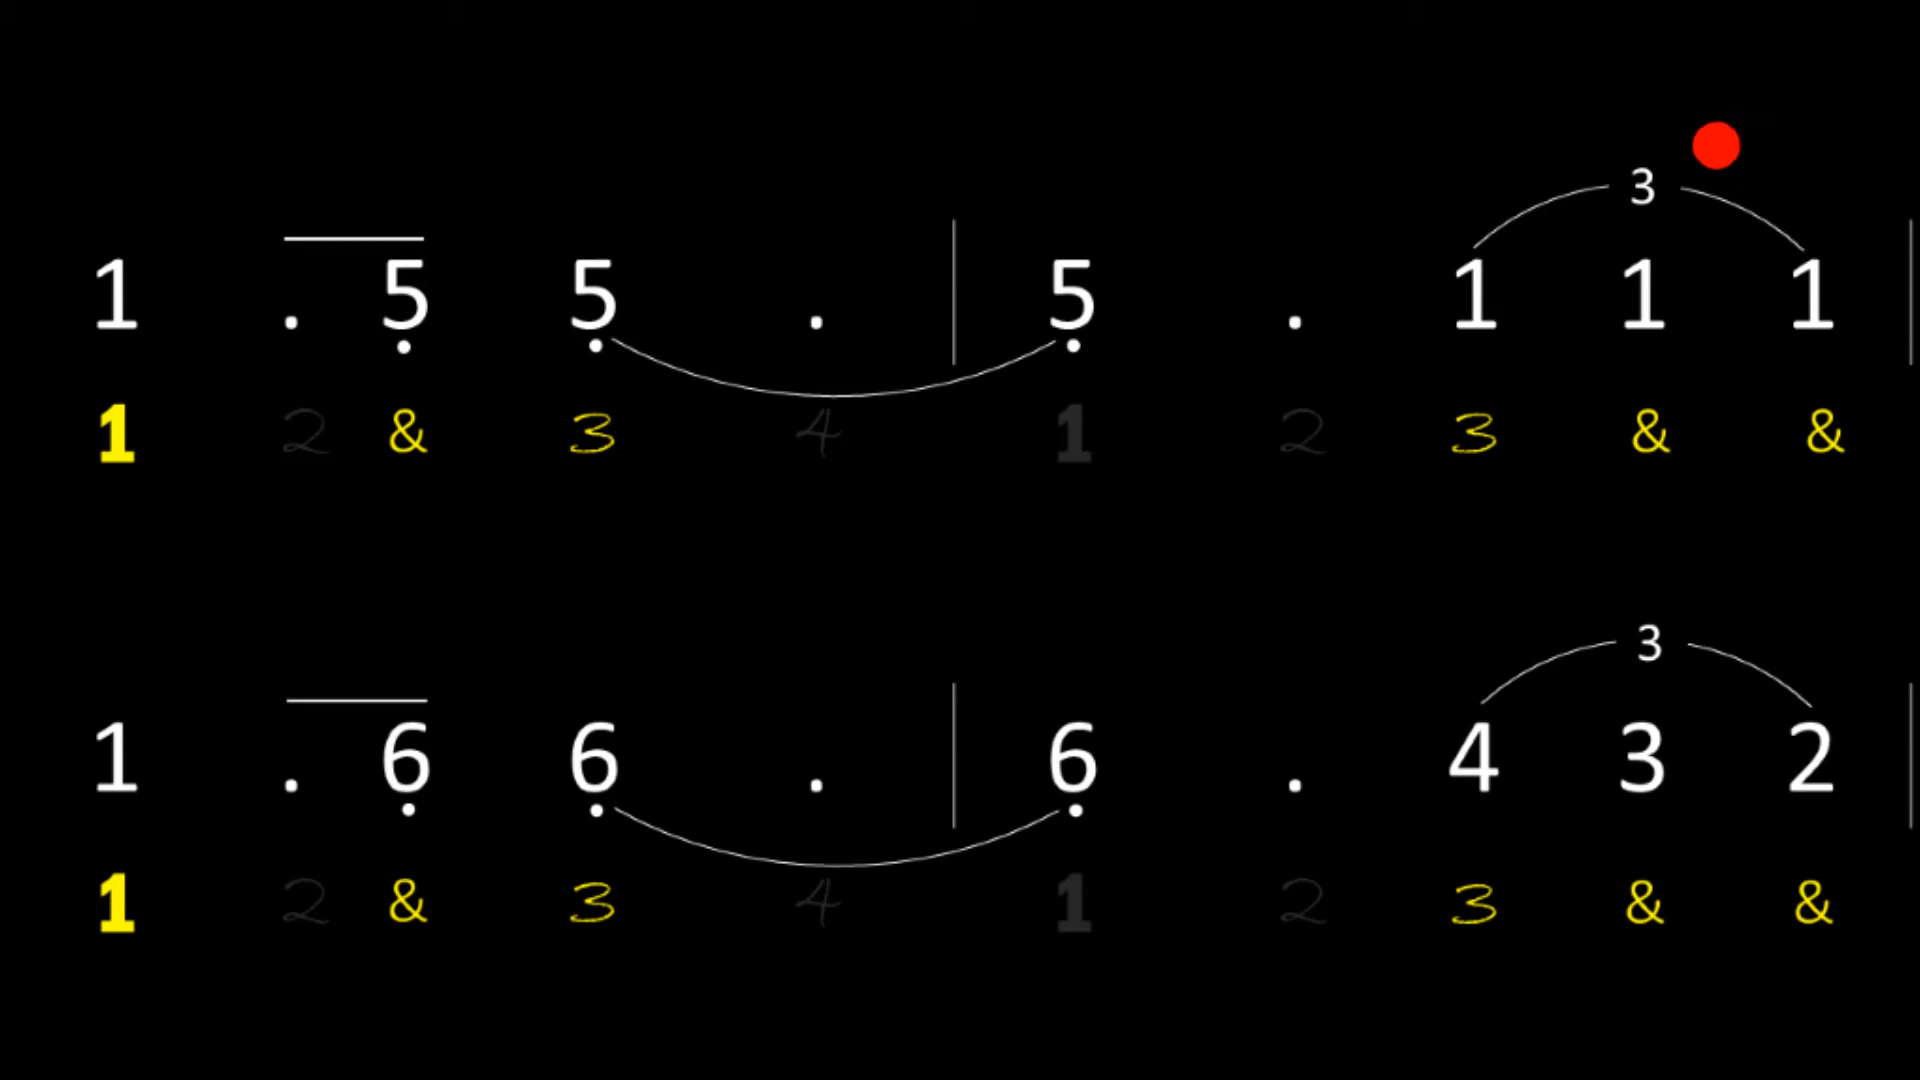 3
1 . 5 5 . | 5 . 1 1 1 |
1 2 & 3 4 1 2 3 & &
3
1 . 6 6 . | 6 . 4 3 2 |
1 2 & 3 4 1 2 3 & &